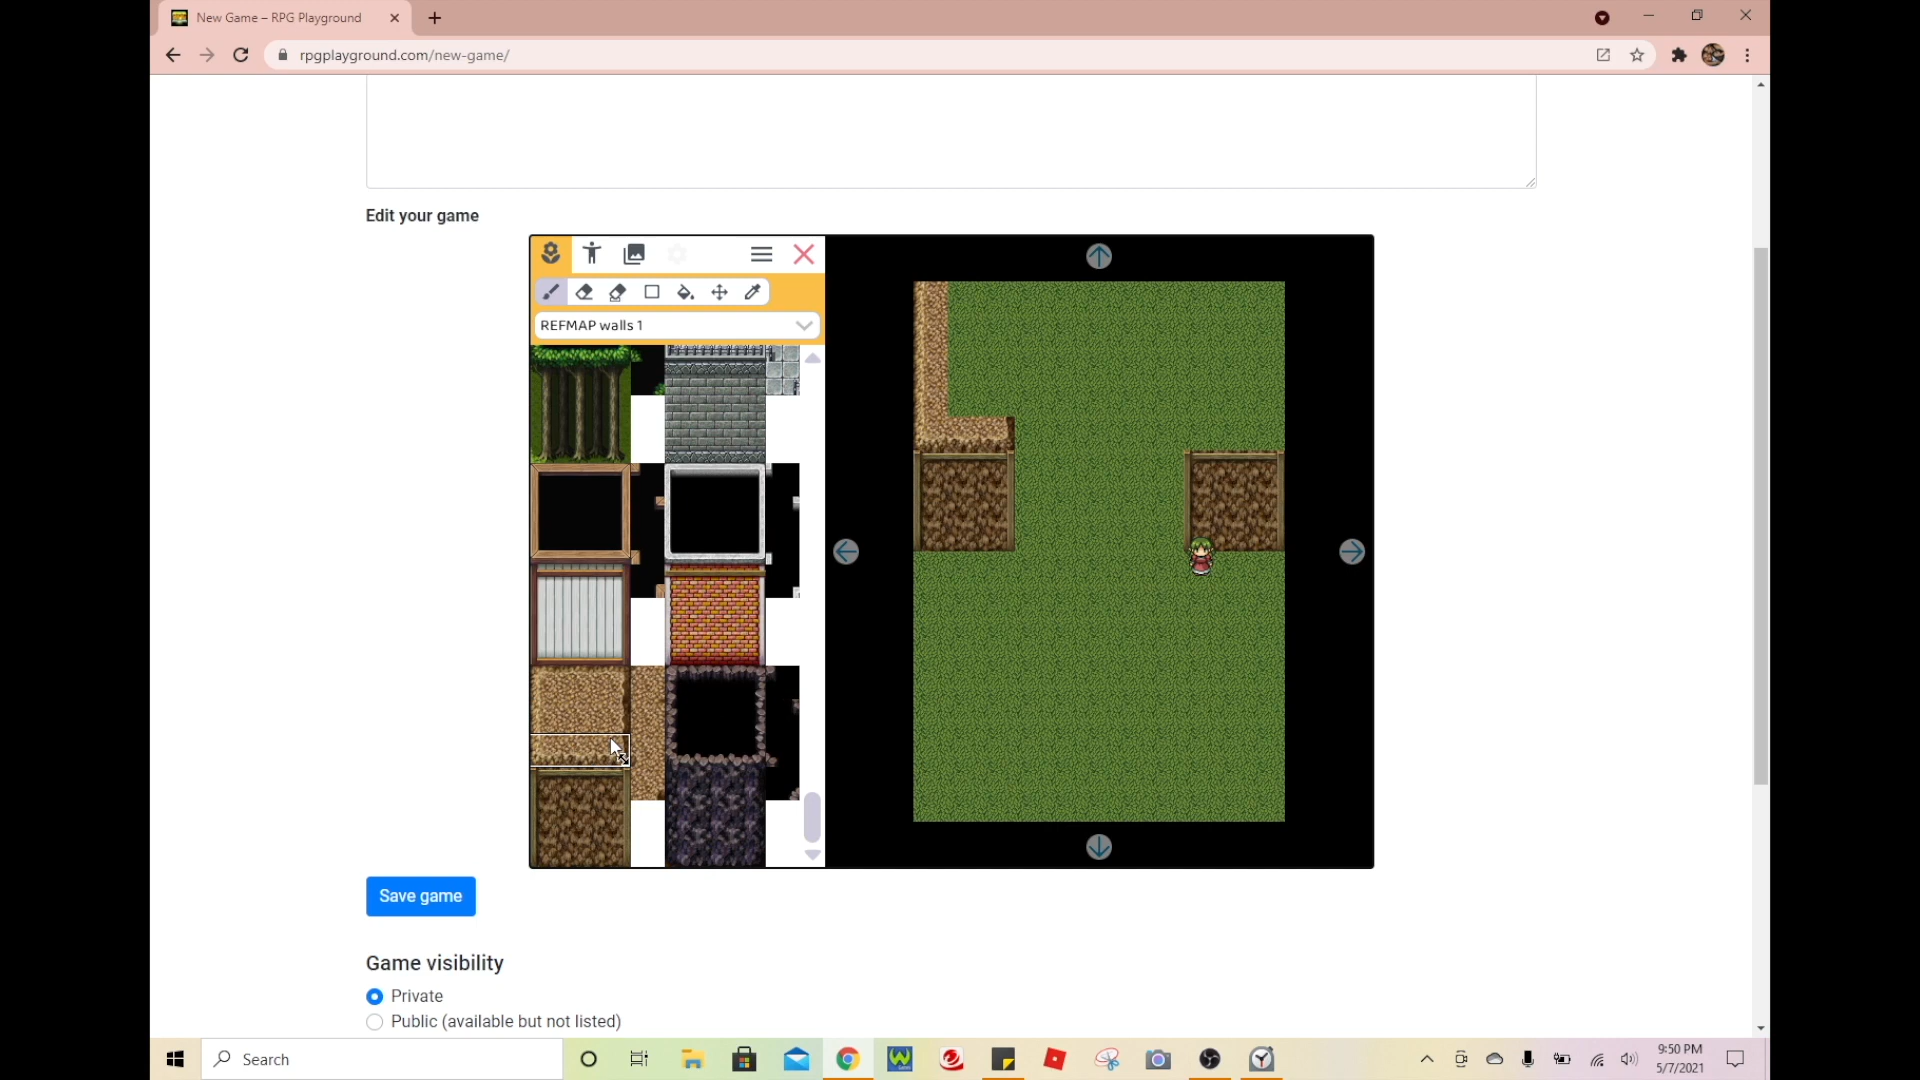 New Game – RPG Playground
rpgplayground.com/new-game/
Edit your game
REFMAP walls 1
Save game
Game visibility
Private
Public (available but not listed)
Search
9:50 PM
5/7/2021